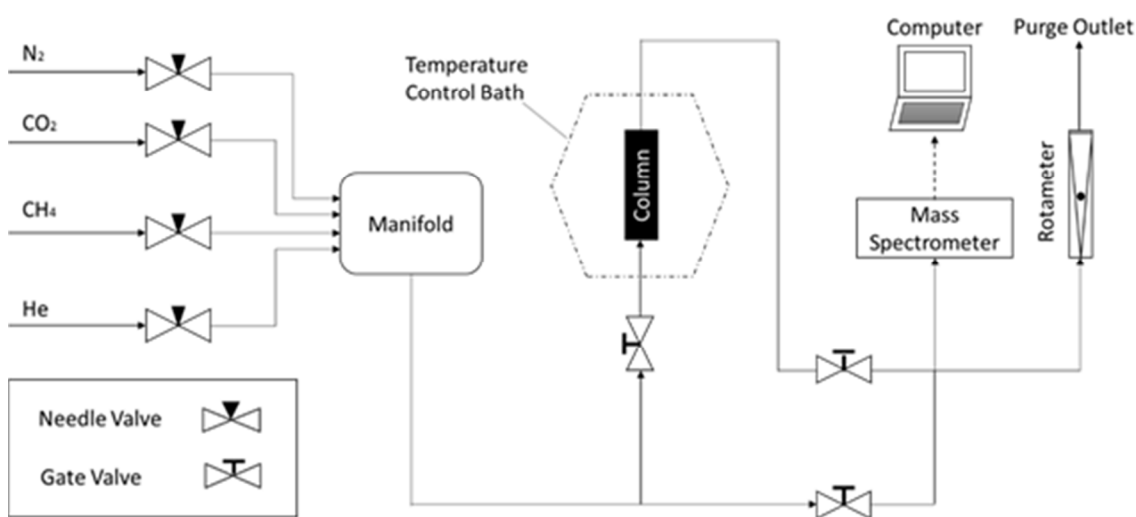 N₂
CO₂
CH₄
He
Manifold
Temperature
Control Bath
Column
Computer
Purge Outlet
Mass
Spectrometer
Rotameter
Needle Valve
Gate Valve